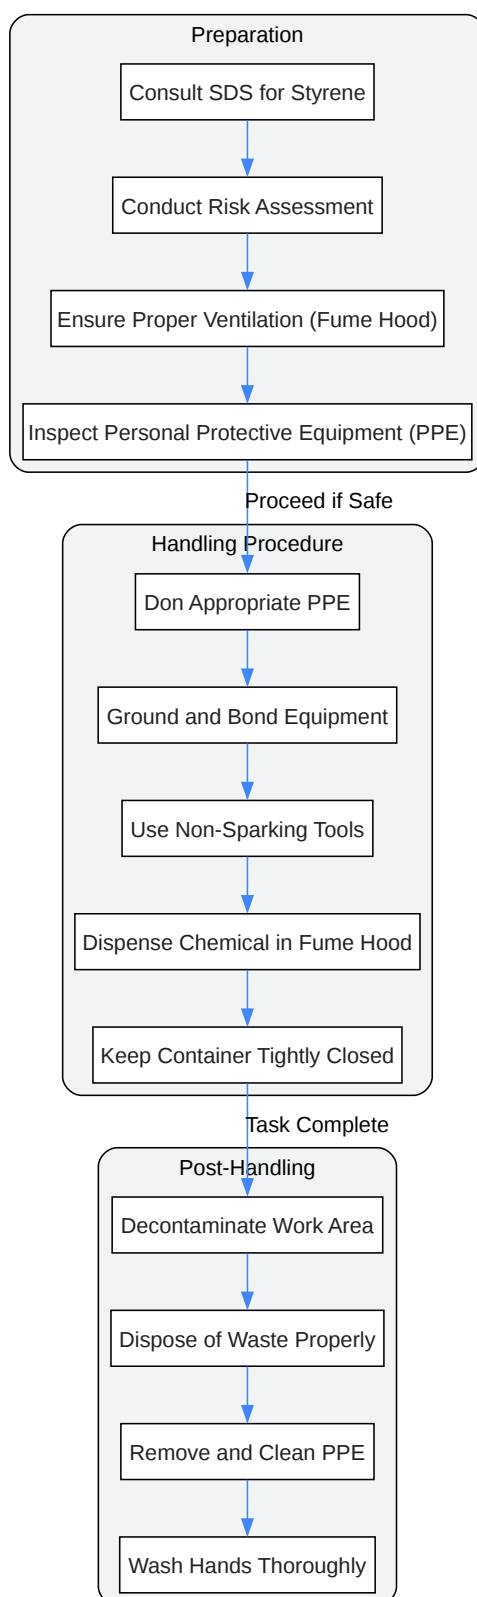 Preparation
Consult SDS for Styrene
Conduct Risk Assessment
Ensure Proper Ventilation (Fume Hood)
Inspect Personal Protective Equipment (PPE)
Proceed if Safe
Handling Procedure
Don Appropriate PPE
Ground and Bond Equipment
Use Non-Sparking Tools
Dispense Chemical in Fume Hood
Keep Container Tightly Closed
Task Complete
Post-Handling
Decontaminate Work Area
Dispose of Waste Properly
Remove and Clean PPE
Wash Hands Thoroughly